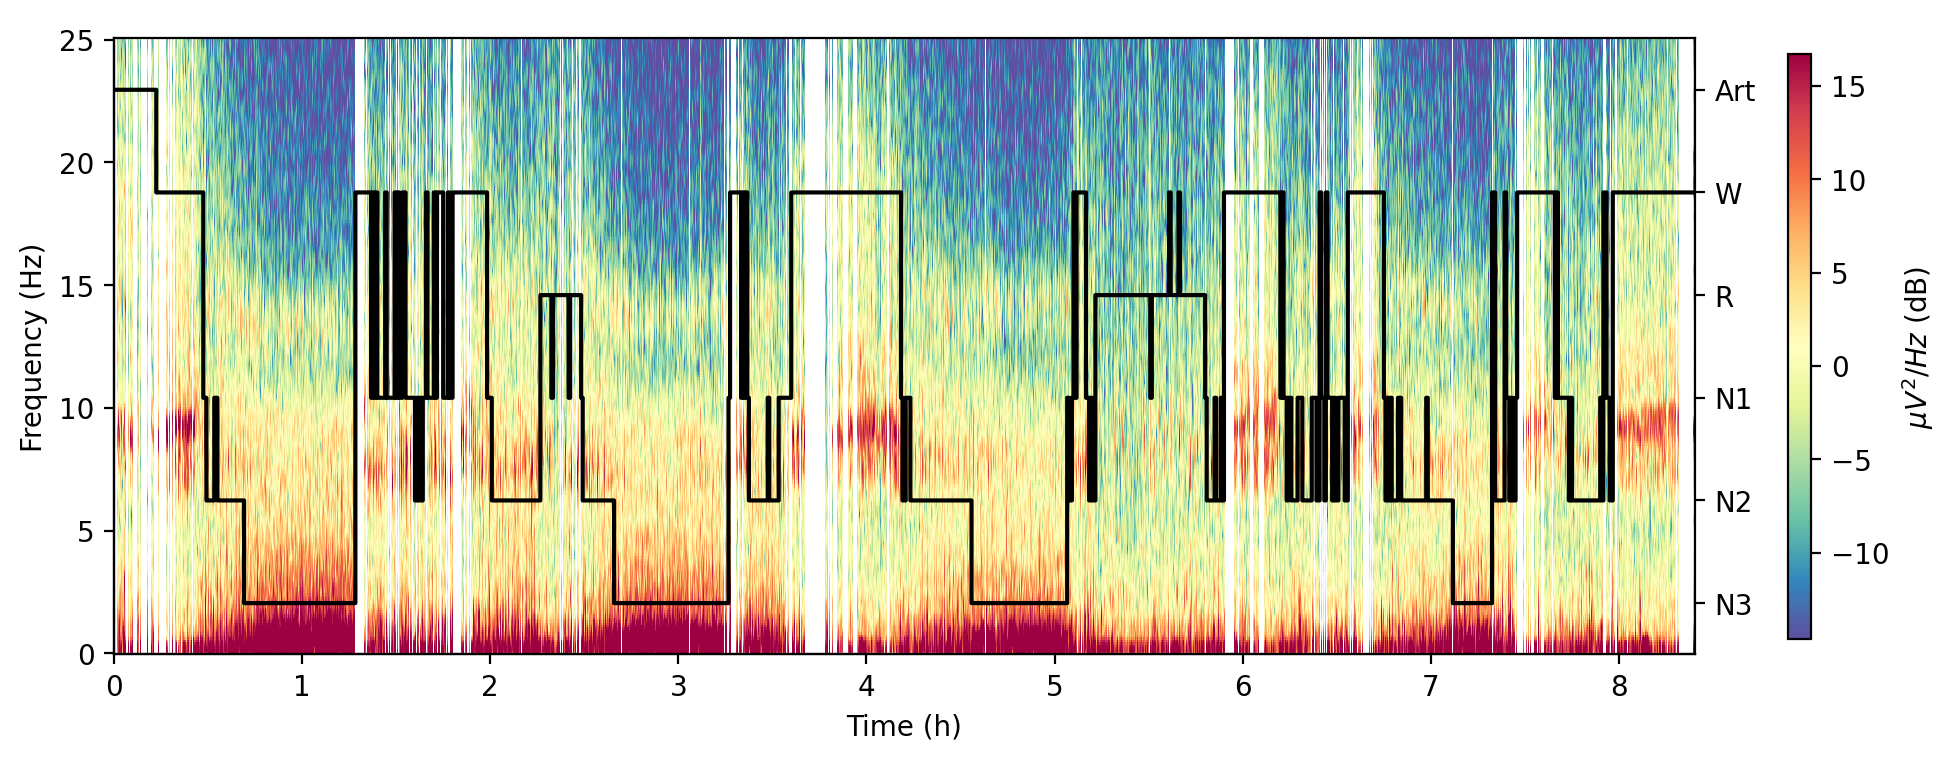 Frequency (Hz)
25
20
15
10
5
0
0 1 2 3 4 5 6 7 8
Time (h)
Art
W
R
N1
N2
N3
15
10
5
0
−5
−10
μV²/Hz (dB)